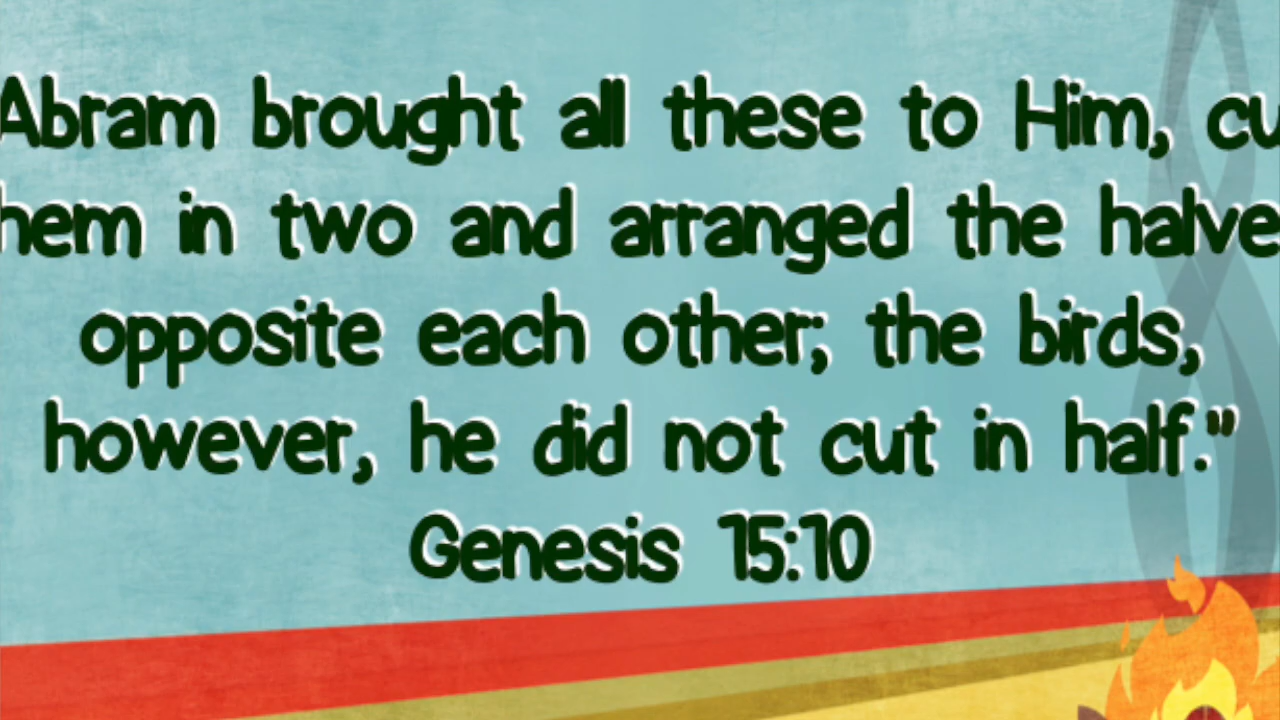 Abram brought all these to Him, cu
hem in two and arranged the halve
opposite each other; the birds,
however, he did not cut in half."
Genesis 15:10